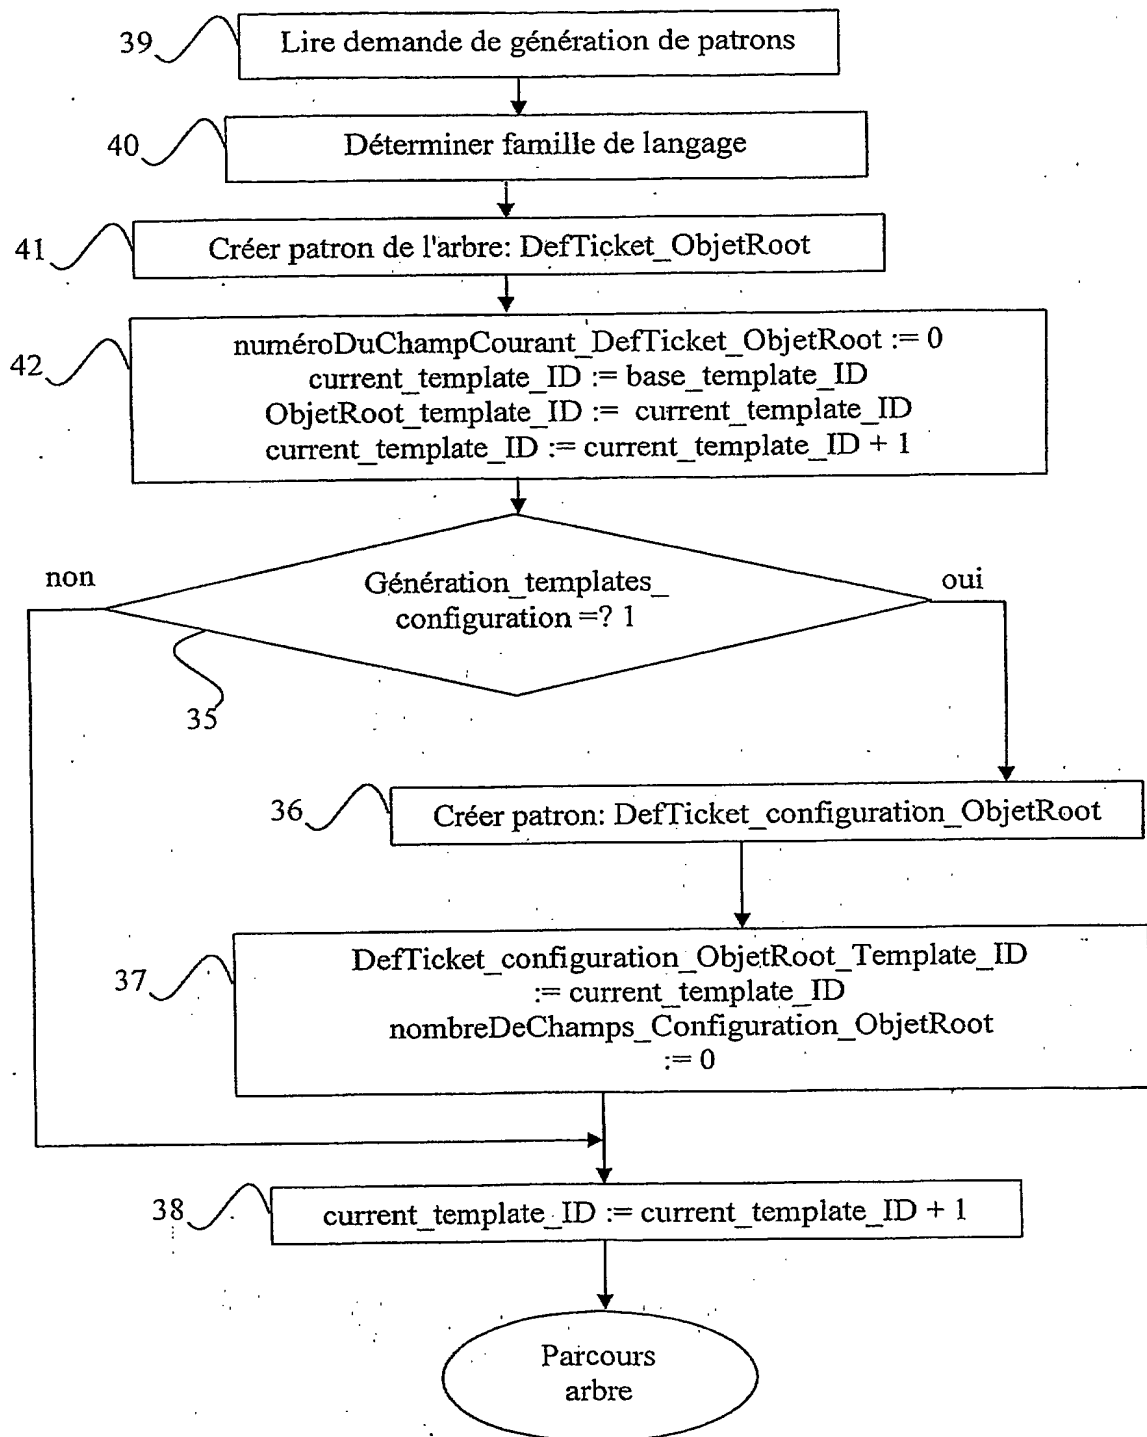 39
Lire demande de génération de patrons
40
Déterminer famille de langage
41
Créer patron de l'arbre: DefTicket_ObjetRoot
42
numéroDuChampCourant_DefTicket_ObjetRoot := 0
current_template_ID := base_template_ID
ObjetRoot_template_ID := current_template_ID
current_template_ID := current_template_ID + 1
non
oui
Génération_templates_
configuration =? 1
35
36
Créer patron: DefTicket_configuration_ObjetRoot
37
DefTicket_configuration_ObjetRoot_Template_ID
:= current_template_ID
nombreDeChamps_Configuration_ObjetRoot
:= 0
38
current_template_ID := current_template_ID + 1
Parcours
arbre